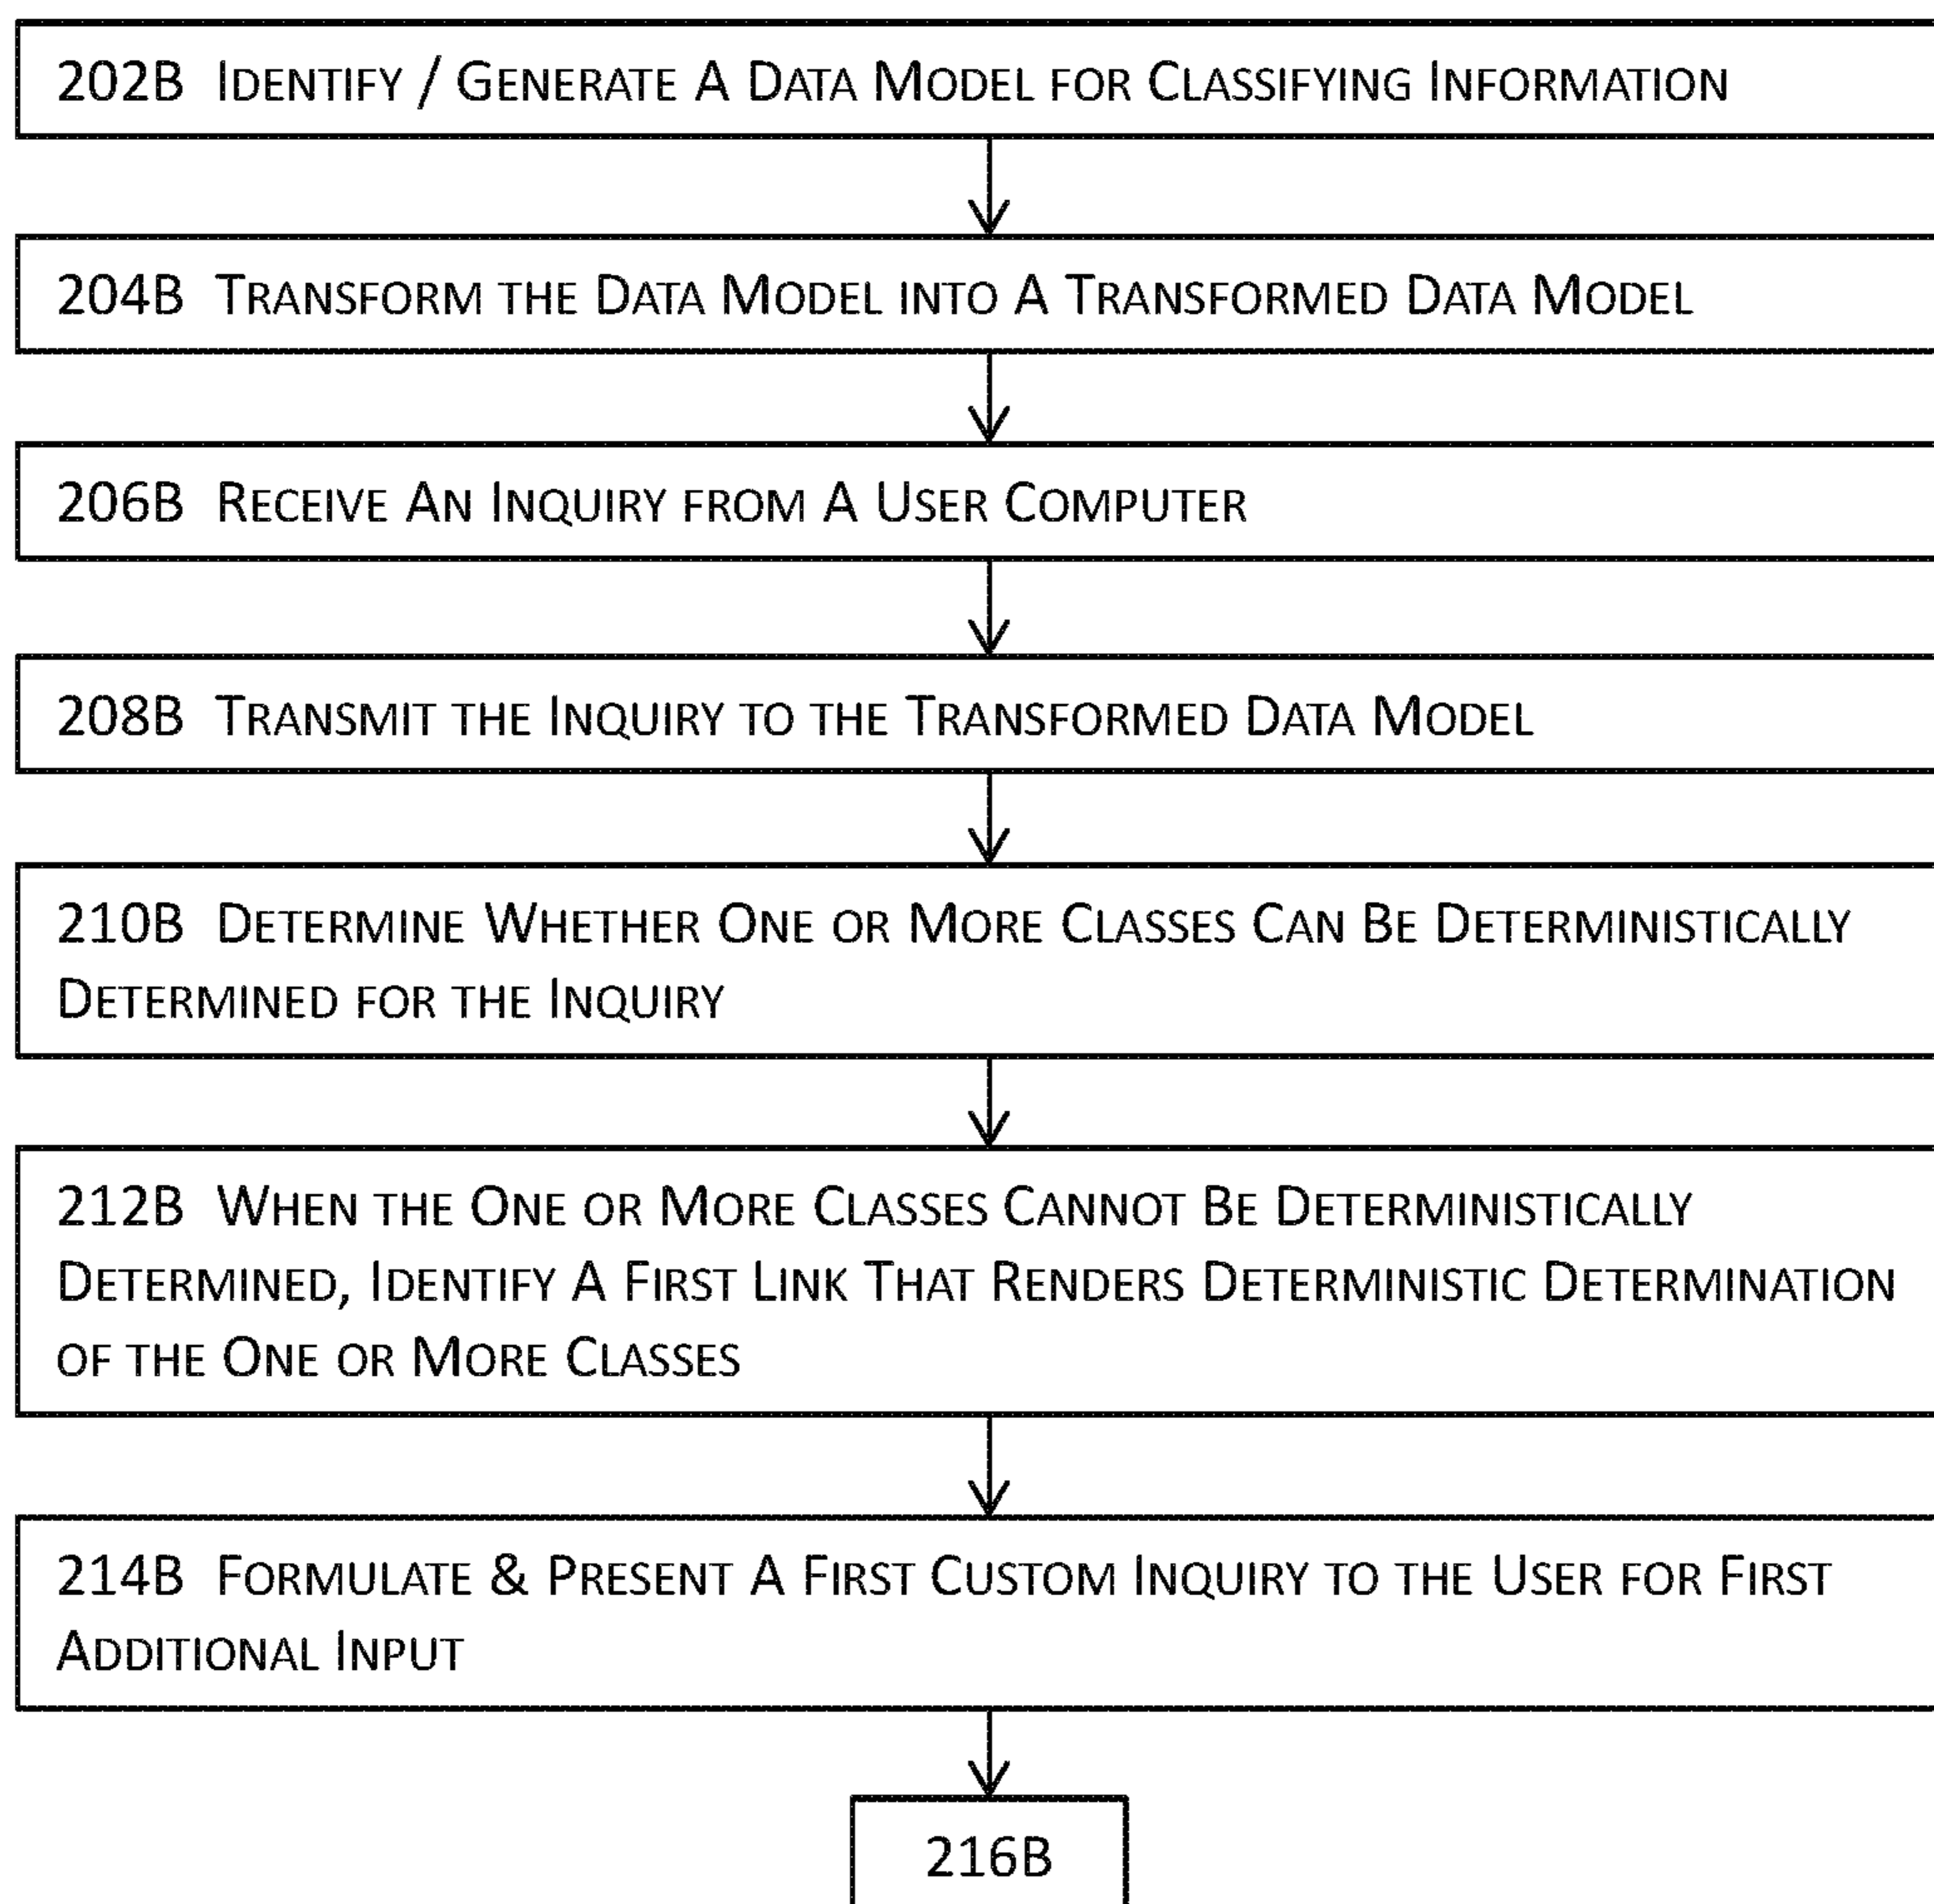 202B Identify / Generate A Data Model for Classifying Information
204B Transform the Data Model into A Transformed Data Model
206B Receive An Inquiry from A User Computer
208B Transmit the Inquiry to the Transformed Data Model
210B Determine Whether One or More Classes Can Be Deterministically
Determined for the Inquiry
212B When the One or More Classes Cannot Be Deterministically
Determined, Identify A First Link That Renders Deterministic Determination
of the One or More Classes
214B Formulate & Present A First Custom Inquiry to the User for First
Additional Input
216B